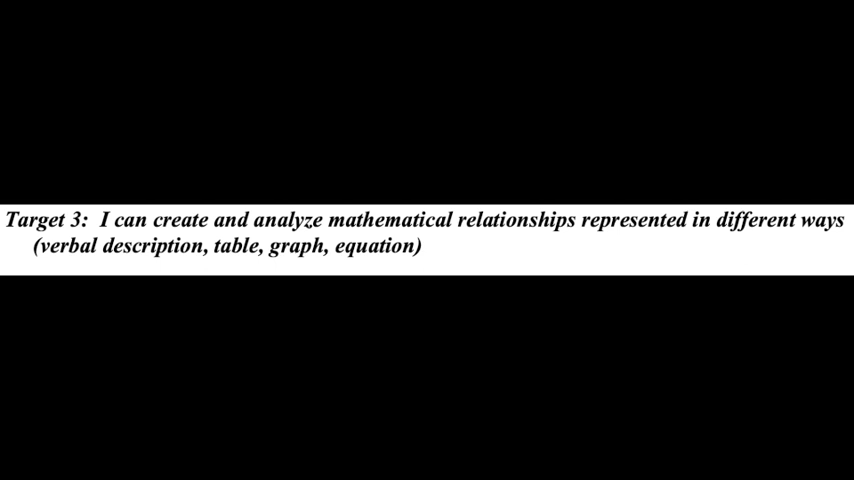 Target 3:  I can create and analyze mathematical relationships represented in different ways
(verbal description, table, graph, equation)